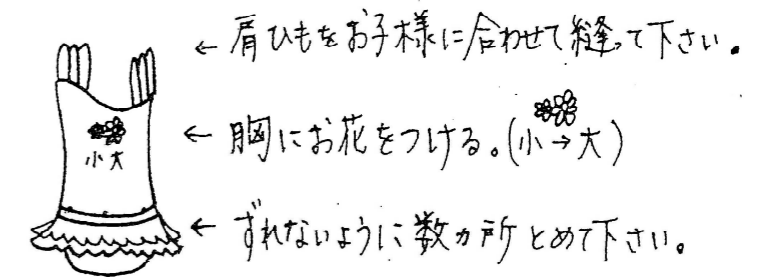 ←肩ひもをお子様に合わせて縫って下さい。
小大
←胸にお花をつける。(小→大)
←ずれないように数ヵ所とめて下さい。